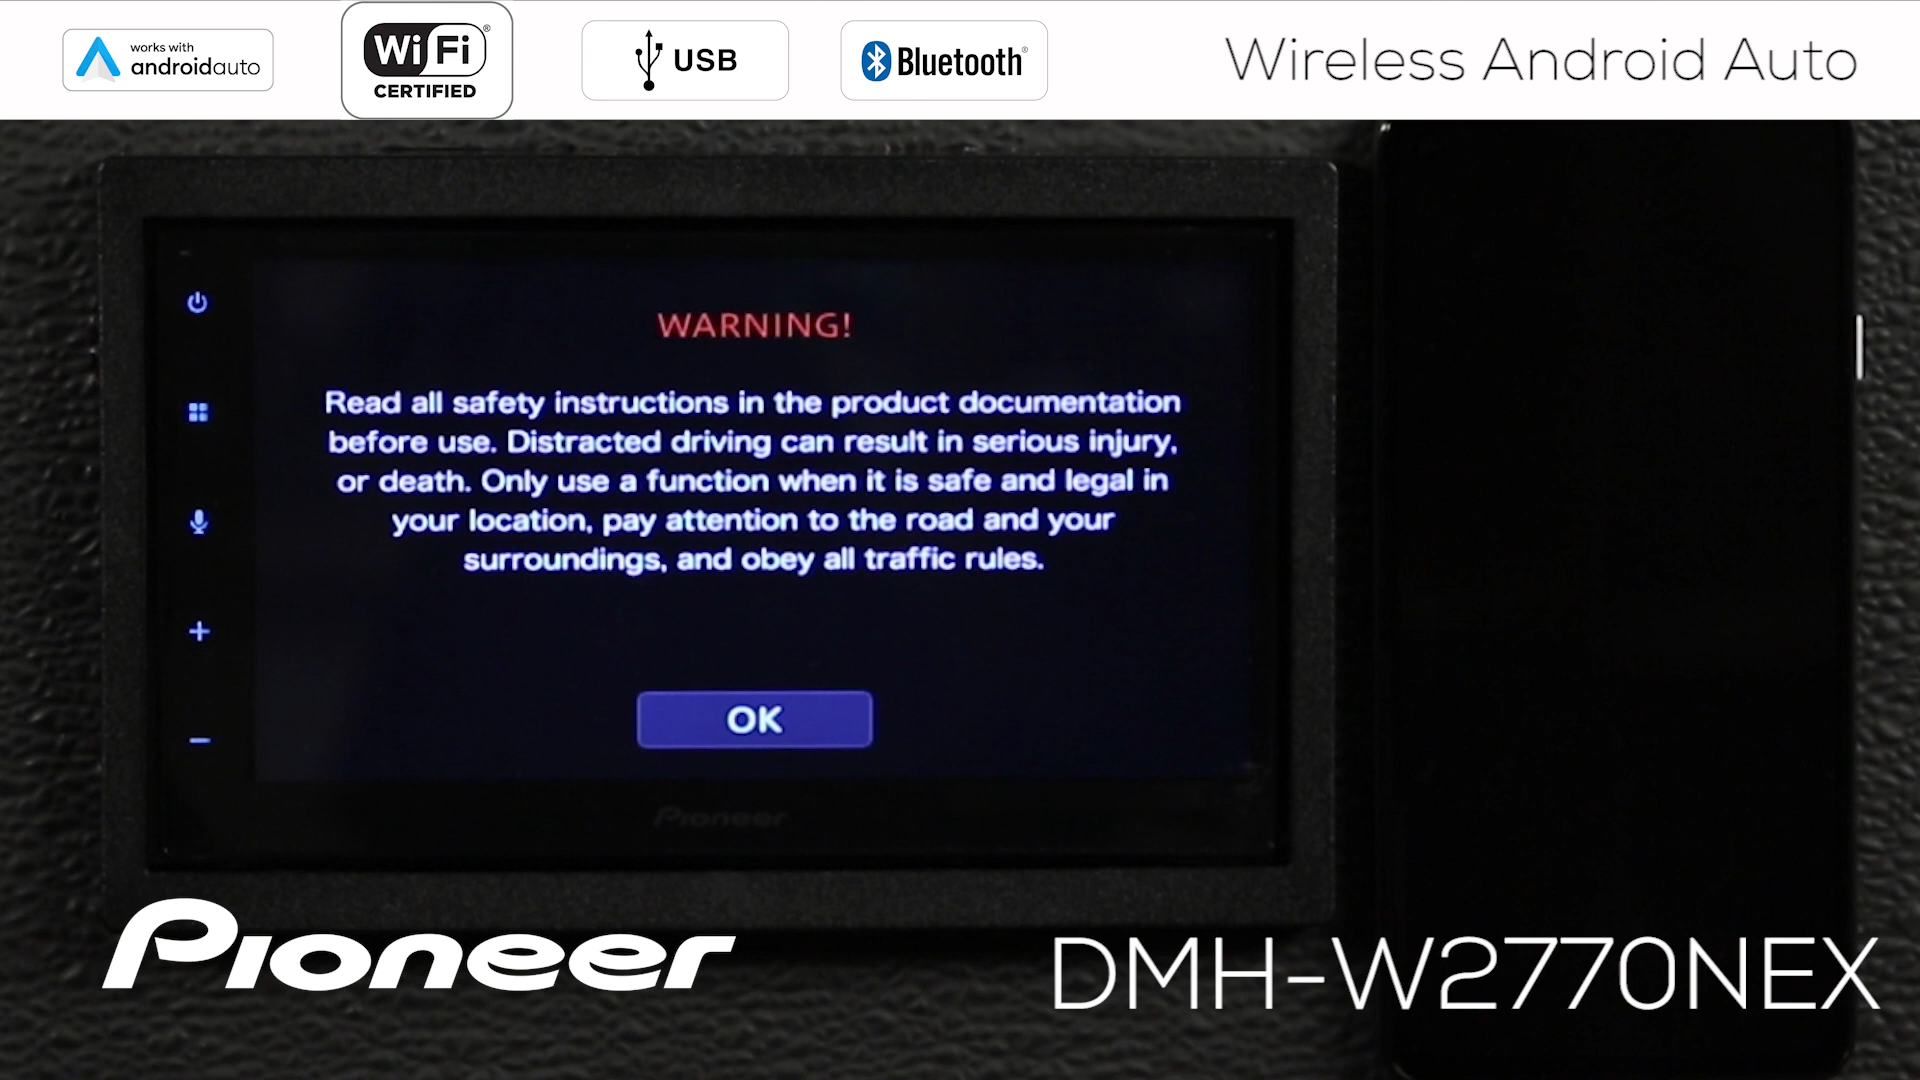 works with
androidauto
WiFi®
CERTIFIED
USB
Bluetooth®
Wireless Android Auto
WARNING!
Read all safety instructions in the product documentation
before use. Distracted driving can result in serious injury,
or death. Only use a function when it is safe and legal in
your location, pay attention to the road and your
surroundings, and obey all traffic rules.
OK
Pioneer
Pioneer
DMH-W2770NEX